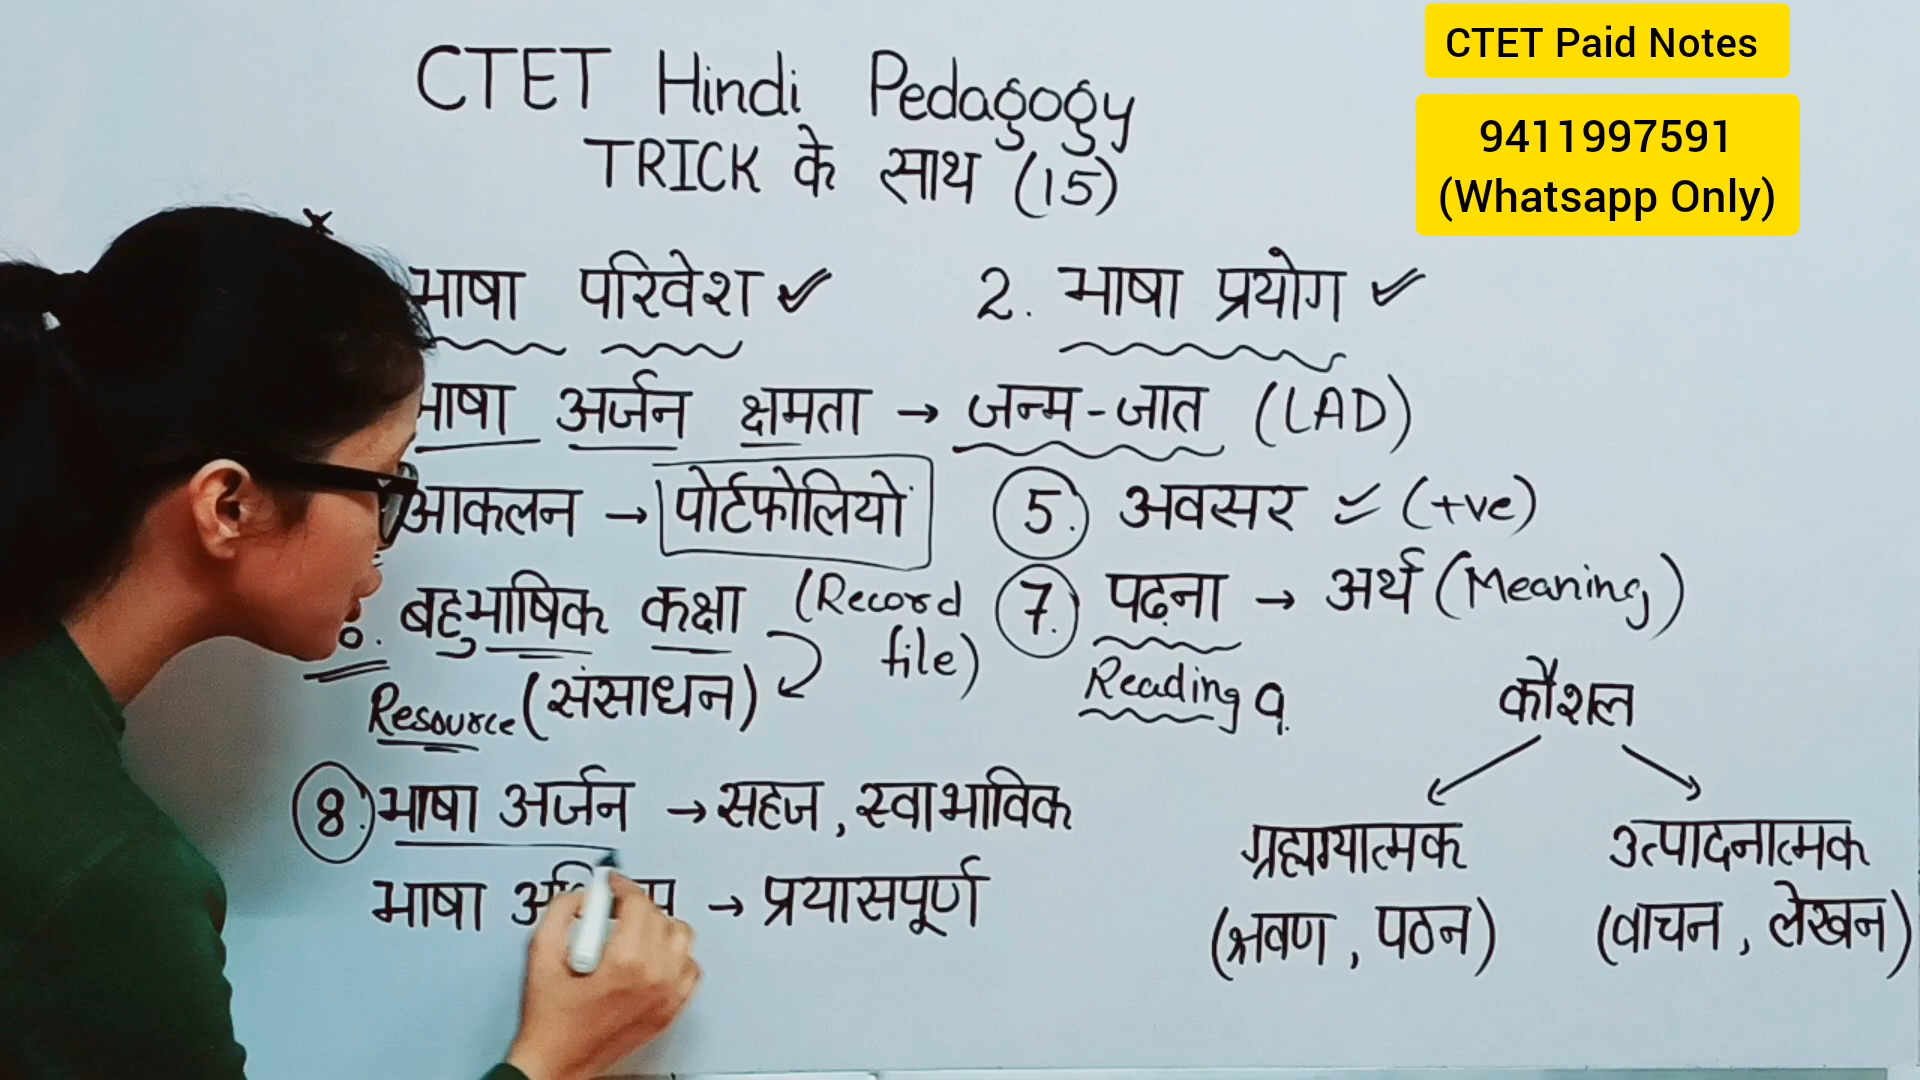 CTET Paid Notes
9411997591
(Whatsapp Only)
CTET Hindi Pedagogy
TRICK के साथ (15)
भाषा परिवेश ✓
2. भाषा प्रयोग ✓
भाषा अर्जन क्षमता → जन्म-जात (LAD)
आकलन → पोर्टफोलियों
5. अवसर ✓ (+ve)
बहुभाषिक कक्षा (Record file)
7. पढ़ना → अर्थ (Meaning)
Resource (संसाधन)
Reading
8. भाषा अर्जन → सहज, स्वाभाविक
भाषा → प्रयासपूर्ण
9. कौशल
उत्पादनात्मक
(श्रवण, पठन)
(वाचन, लेखन)